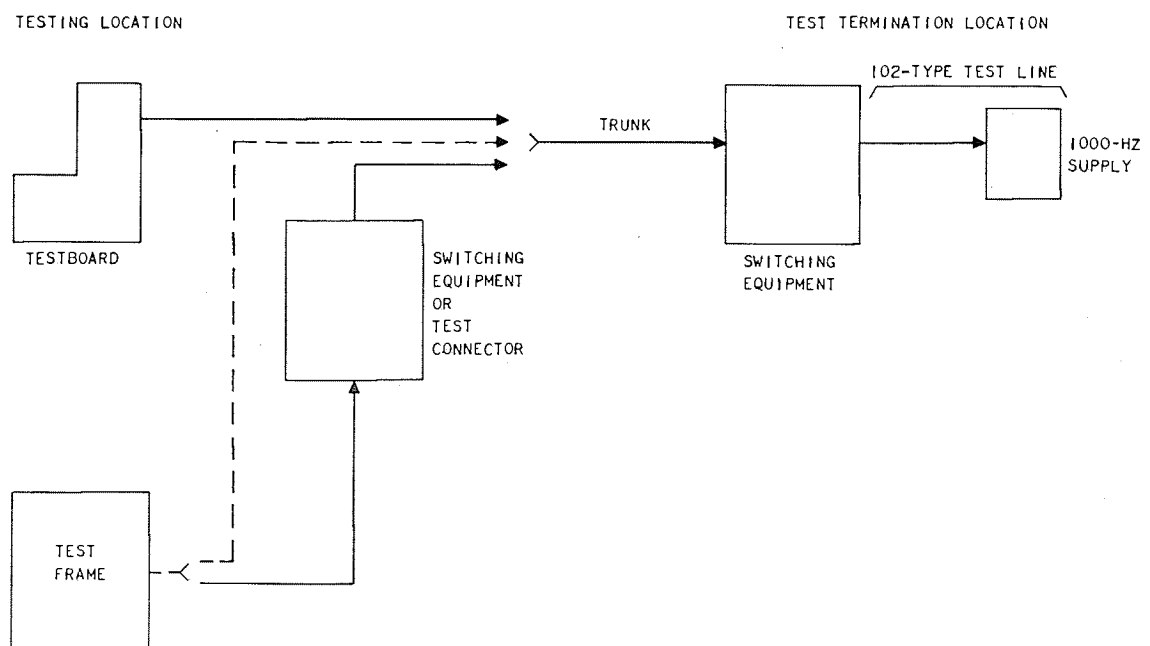 TESTING LOCATION
TEST TERMINATION LOCATION
102-TYPE TEST LINE
TRUNK
1000-HZ
SUPPLY
TESTBOARD
SWITCHING
EQUIPMENT
OR
TEST
CONNECTOR
SWITCHING
EQUIPMENT
TEST
FRAME